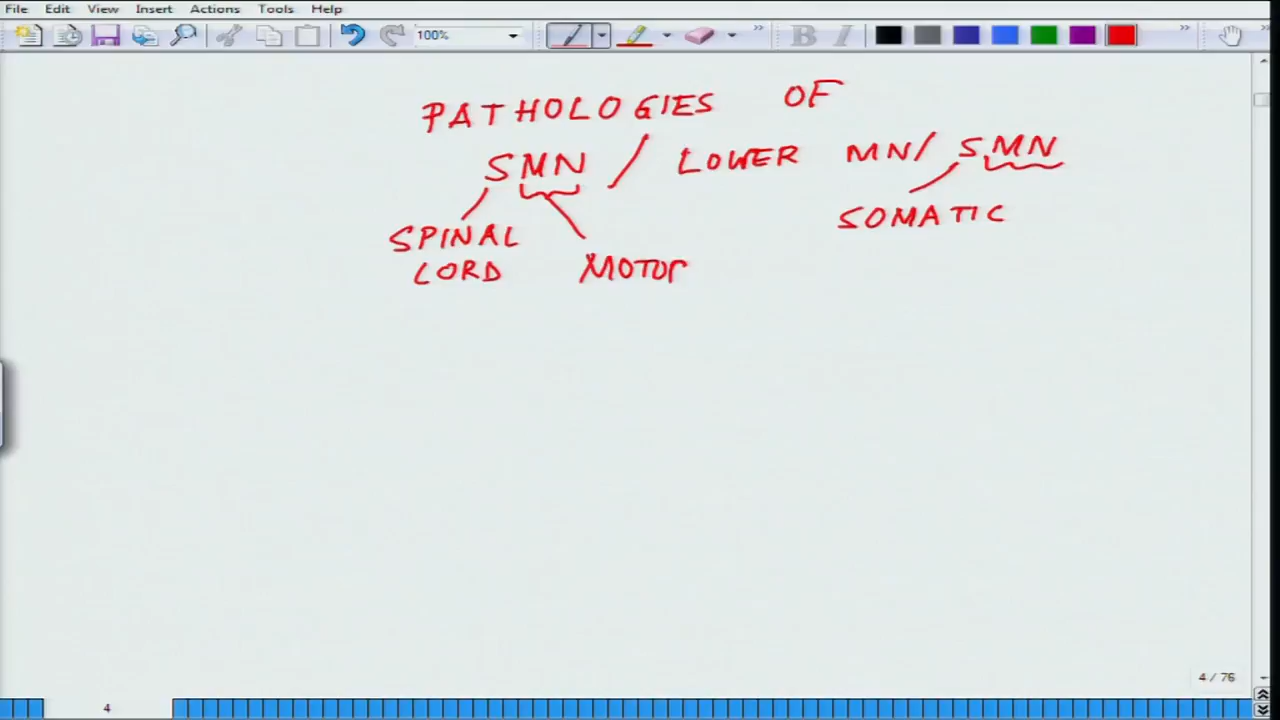 File Edit View Insert Actions Tools Help
100%
PATHOLOGIES OF
SMN / LOWER MN/ SMN
SPINAL SOMATIC
CORD MOTOR
4 / 76
4